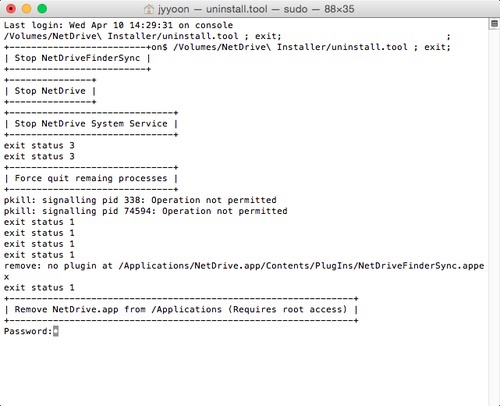 jyyoon — uninstall.tool — sudo — 88×35
Last login: Wed Apr 10 14:29:31 on console
/Volumes/NetDrive\ Installer/uninstall.tool ; exit; ;
+------------------------+on$ /Volumes/NetDrive\ Installer/uninstall.tool ; exit;
| Stop NetDriveFinderSync |
+-------------------------+
+---------------+
| Stop NetDrive |
+---------------+
+------------------------------+
| Stop NetDrive System Service |
+------------------------------+
exit status 3
exit status 3
+------------------------------+
| Force quit remaing processes |
+------------------------------+
pkill: signalling pid 338: Operation not permitted
pkill: signalling pid 74594: Operation not permitted
exit status 1
exit status 1
exit status 1
exit status 1
remove: no plugin at /Applications/NetDrive.app/Contents/PlugIns/NetDriveFinderSync.appe
x
exit status 1
+--------------------------------------------------------------+
| Remove NetDrive.app from /Applications (Requires root access) |
+--------------------------------------------------------------+
Password: